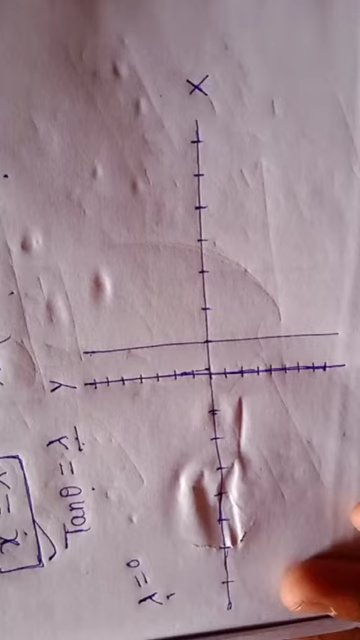 Tanθ = λ
Y
λ = 0
X